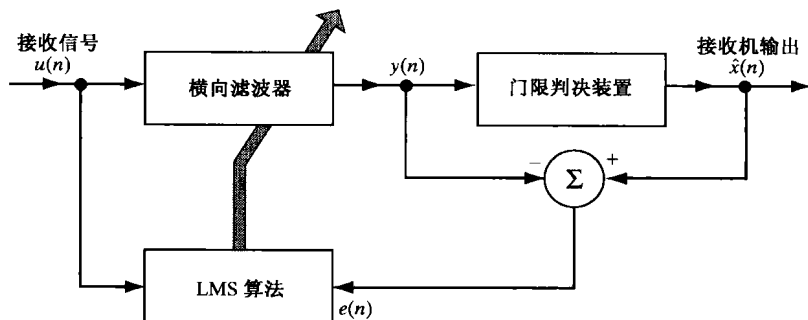 接收信号
u(n)
横向滤波器
y(n)
门限判决装置
接收机输出
x̂(n)
−
+
Σ
LMS 算法
e(n)